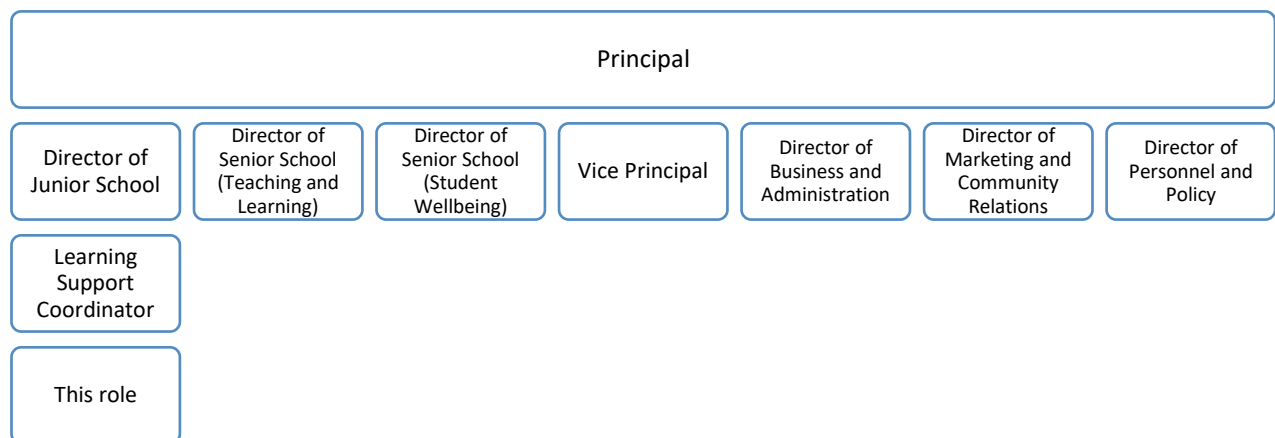 Principal
Director of
Junior School
Director of
Senior School
(Teaching and
Learning)
Director of
Senior School
(Student
Wellbeing)
Vice Principal
Director of
Business and
Administration
Director of
Marketing and
Community
Relations
Director of
Personnel and
Policy
Learning
Support
Coordinator
This role